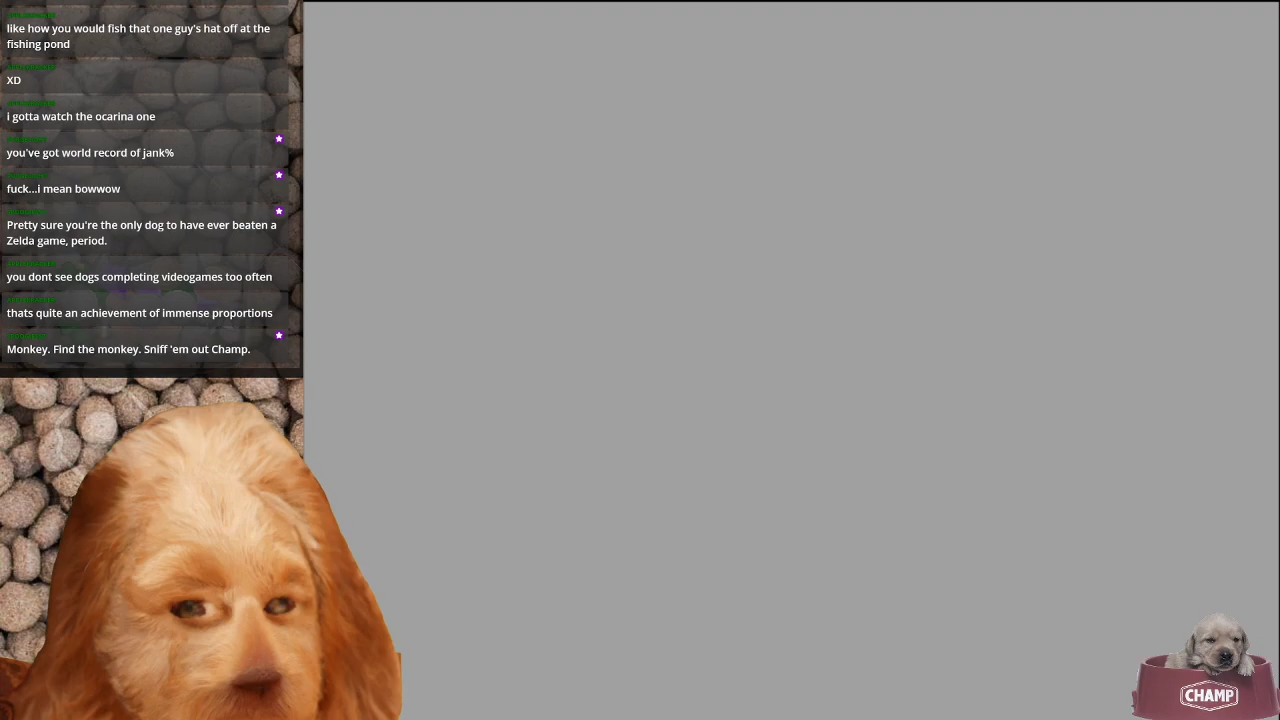 like how you would fish that one guy's hat off at the
fishing pond
XD
i gotta watch the ocarina one
you've got world record of jank%
fuck...i mean bowwow
Pretty sure you're the only dog to have ever beaten a
Zelda game, period.
you dont see dogs completing videogames too often
thats quite an achievement of immense proportions
Monkey. Find the monkey. Sniff 'em out Champ.
CHAMP